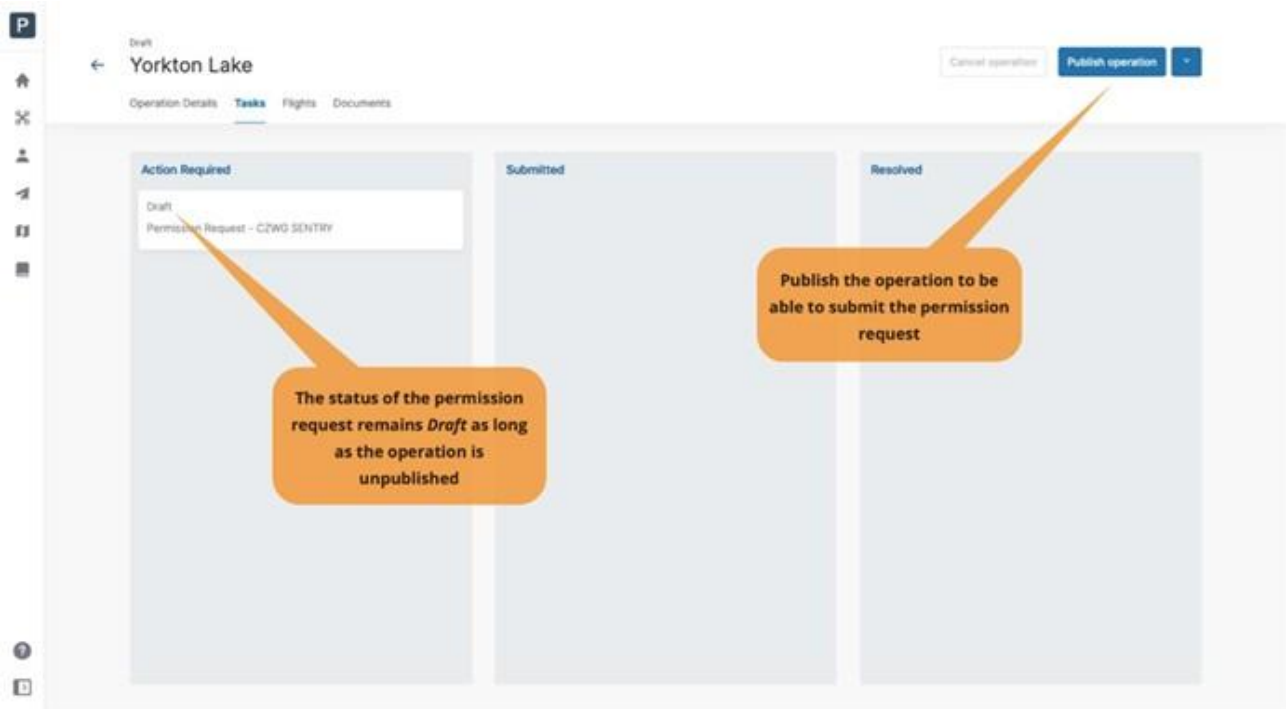 P
Draft
Yorkton Lake
Cancel operation
Publish operation
Operation Details Tasks Flights Documents
Action Required
Submitted
Resolved
Draft
Permission Request - CZWG SENTRY
Publish the operation to be
able to submit the permission
request
The status of the permission
request remains Draft as long
as the operation is
unpublished